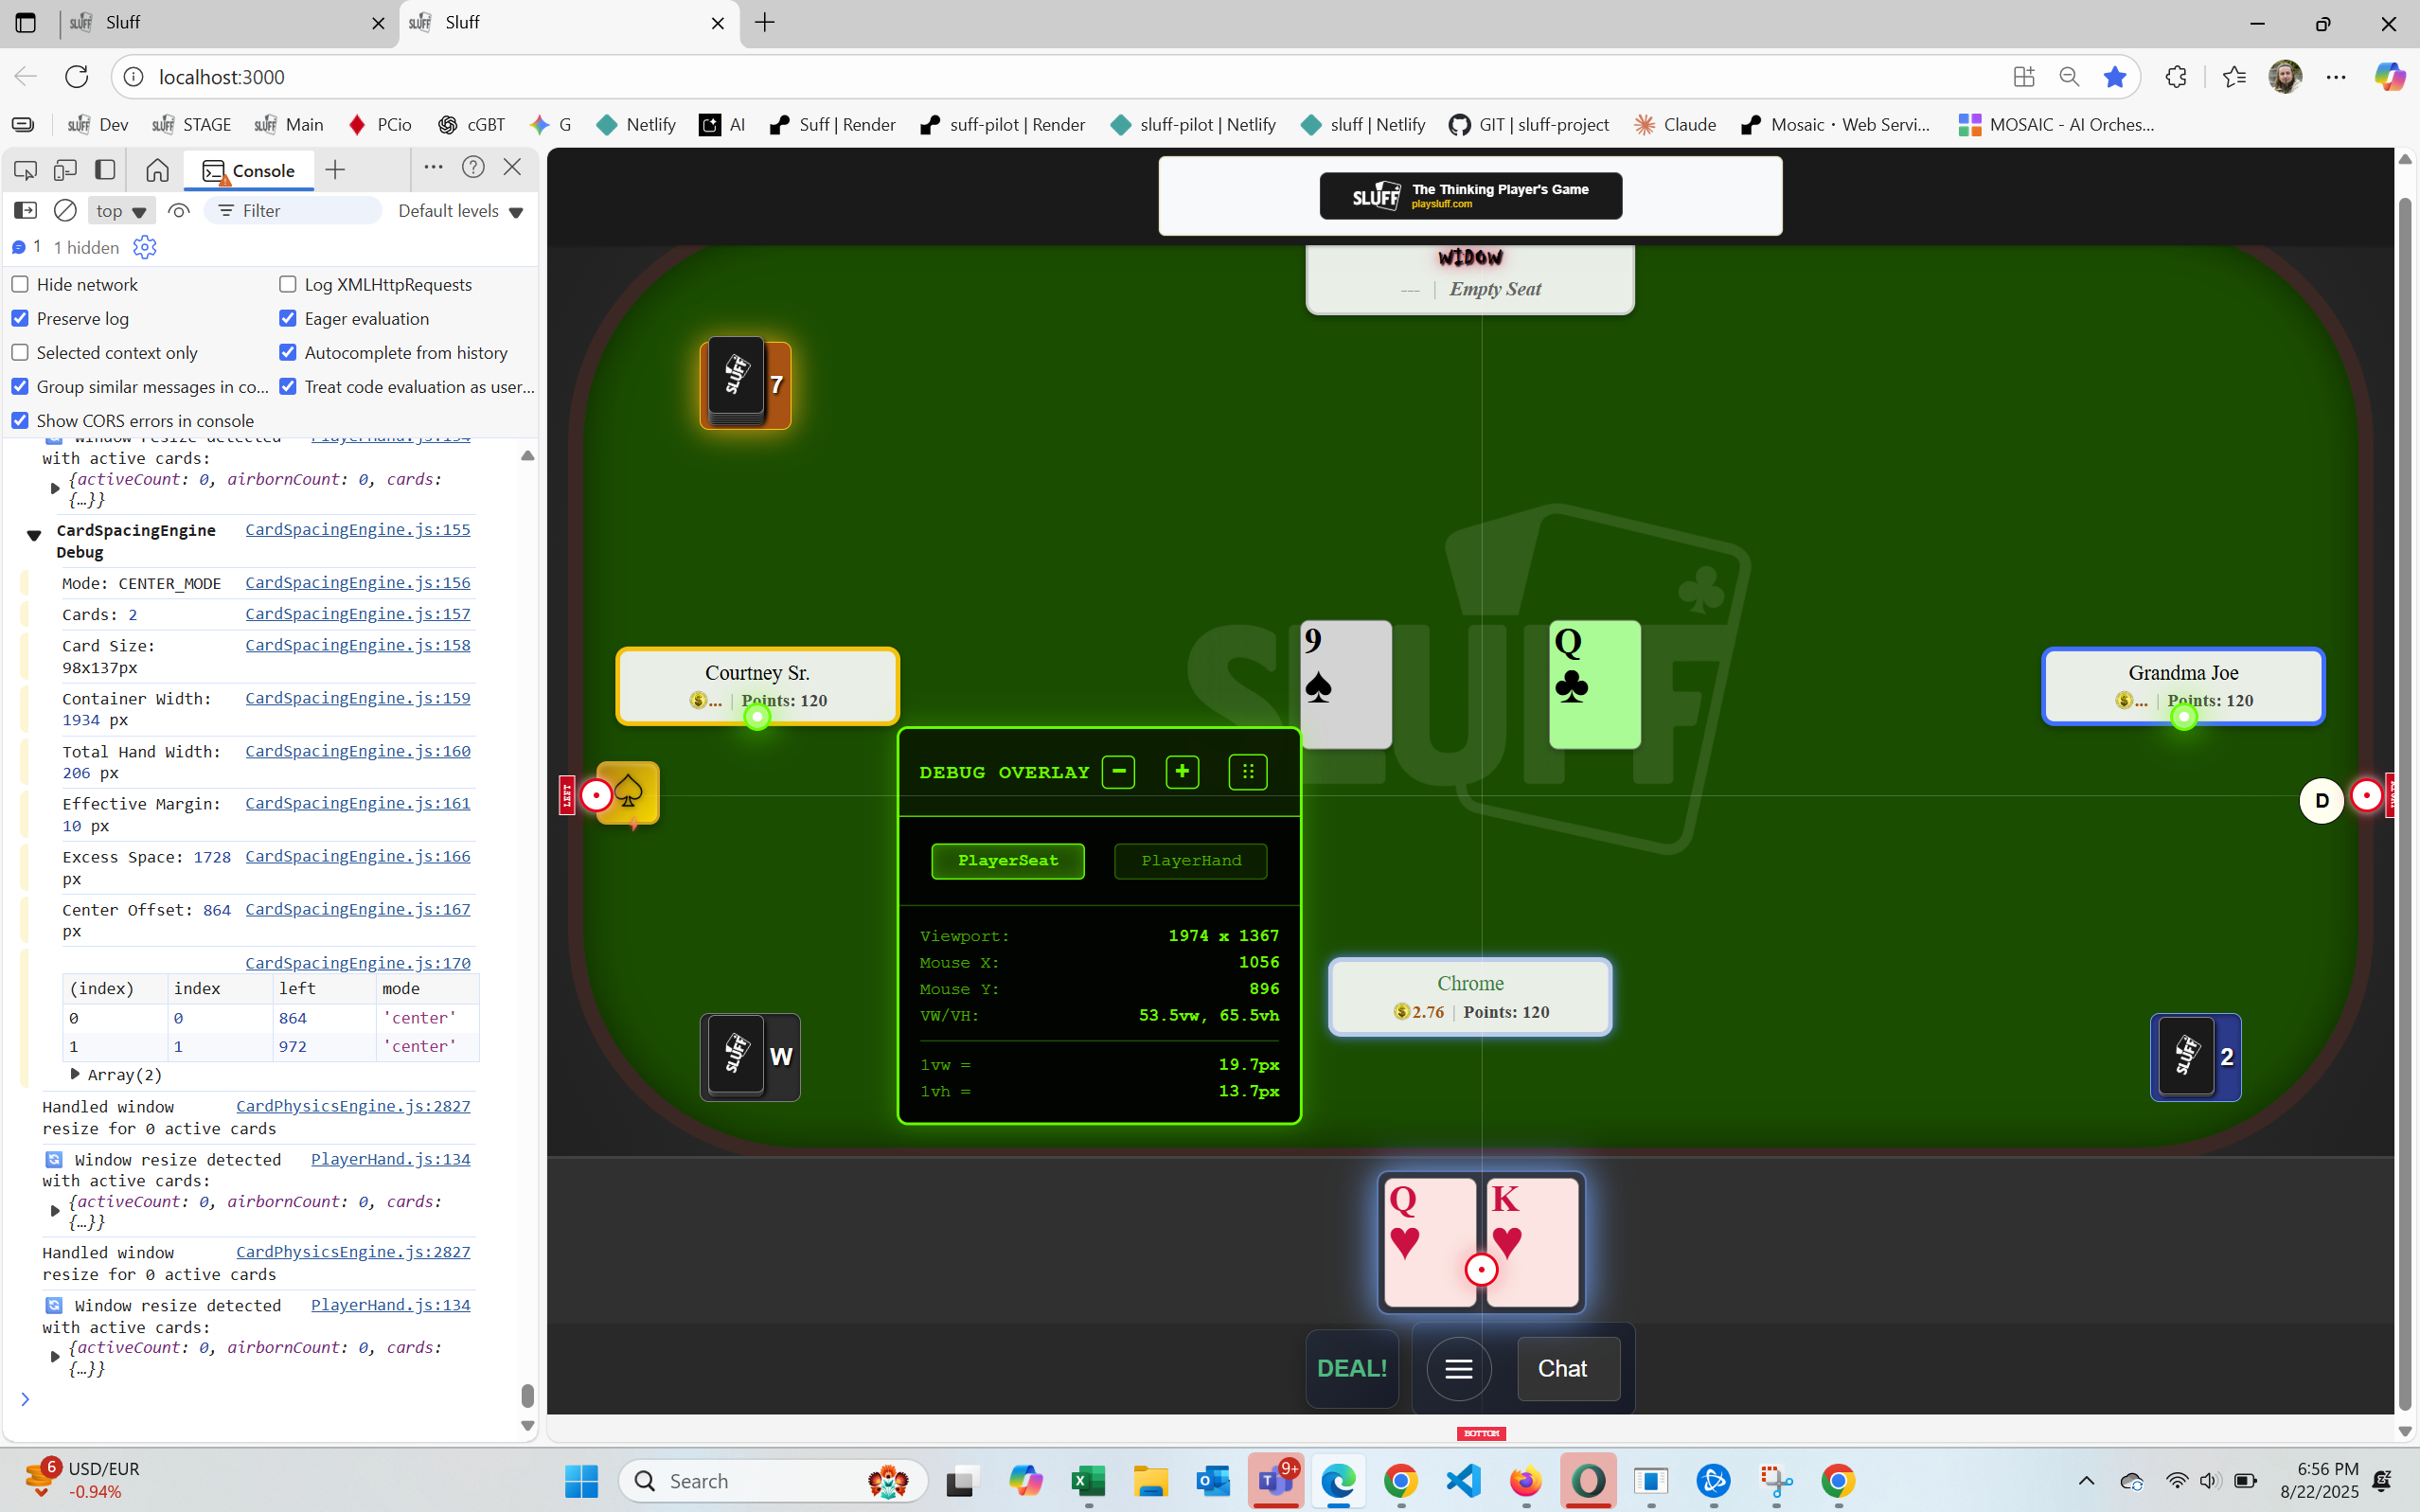 Sluff
Sluff
localhost:3000
Dev
STAGE
Main
PCio
cGBT
G
Netlify
AI
Suff | Render
suff-pilot | Render
sluff-pilot | Netlify
sluff | Netlify
GIT | sluff-project
Claude
Mosaic · Web Servi...
MOSAIC - AI Orches...
Console
top
Filter
Default levels
1
1 hidden
Hide network
Log XMLHttpRequests
Preserve log
Eager evaluation
Selected context only
Autocomplete from history
Group similar messages in co...
Treat code evaluation as user...
Show CORS errors in console
Window resize detected PlayerHand.js:134
with active cards:
{activeCount: 0, airbornCount: 0, cards:
{…}}
CardSpacingEngine CardSpacingEngine.js:155
Debug
Mode: CENTER_MODE CardSpacingEngine.js:156
Cards: 2 CardSpacingEngine.js:157
Card Size: CardSpacingEngine.js:158
98x137px
Container Width: CardSpacingEngine.js:159
1934 px
Total Hand Width: CardSpacingEngine.js:160
206 px
Effective Margin: CardSpacingEngine.js:161
10 px
Excess Space: 1728 CardSpacingEngine.js:166
px
Center Offset: 864 CardSpacingEngine.js:167
px
CardSpacingEngine.js:170
(index) index left mode
0 0 864 'center'
1 1 972 'center'
Array(2)
Handled window CardPhysicsEngine.js:2827
resize for 0 active cards
Window resize detected PlayerHand.js:134
with active cards:
{activeCount: 0, airbornCount: 0, cards:
{…}}
Handled window CardPhysicsEngine.js:2827
resize for 0 active cards
Window resize detected PlayerHand.js:134
with active cards:
{activeCount: 0, airbornCount: 0, cards:
{…}}
SLUFF
The Thinking Player's Game
playsluff.com
WIDOW
--- | Empty Seat
SLUFF
7
SLUFF
9
Q
Courtney Sr.
... | Points: 120
Grandma Joe
... | Points: 120
LEFT
D
DEBUG OVERLAY
PlayerSeat
PlayerHand
Viewport: 1974 x 1367
Mouse X: 1056
Mouse Y: 896
VW/VH: 53.5vw, 65.5vh
1vw = 19.7px
1vh = 13.7px
Chrome
2.76 | Points: 120
SLUFF
W
SLUFF
2
Q
K
DEAL!
Chat
BOTTOM
6
USD/EUR
-0.94%
Search
9+
6:56 PM
8/22/2025